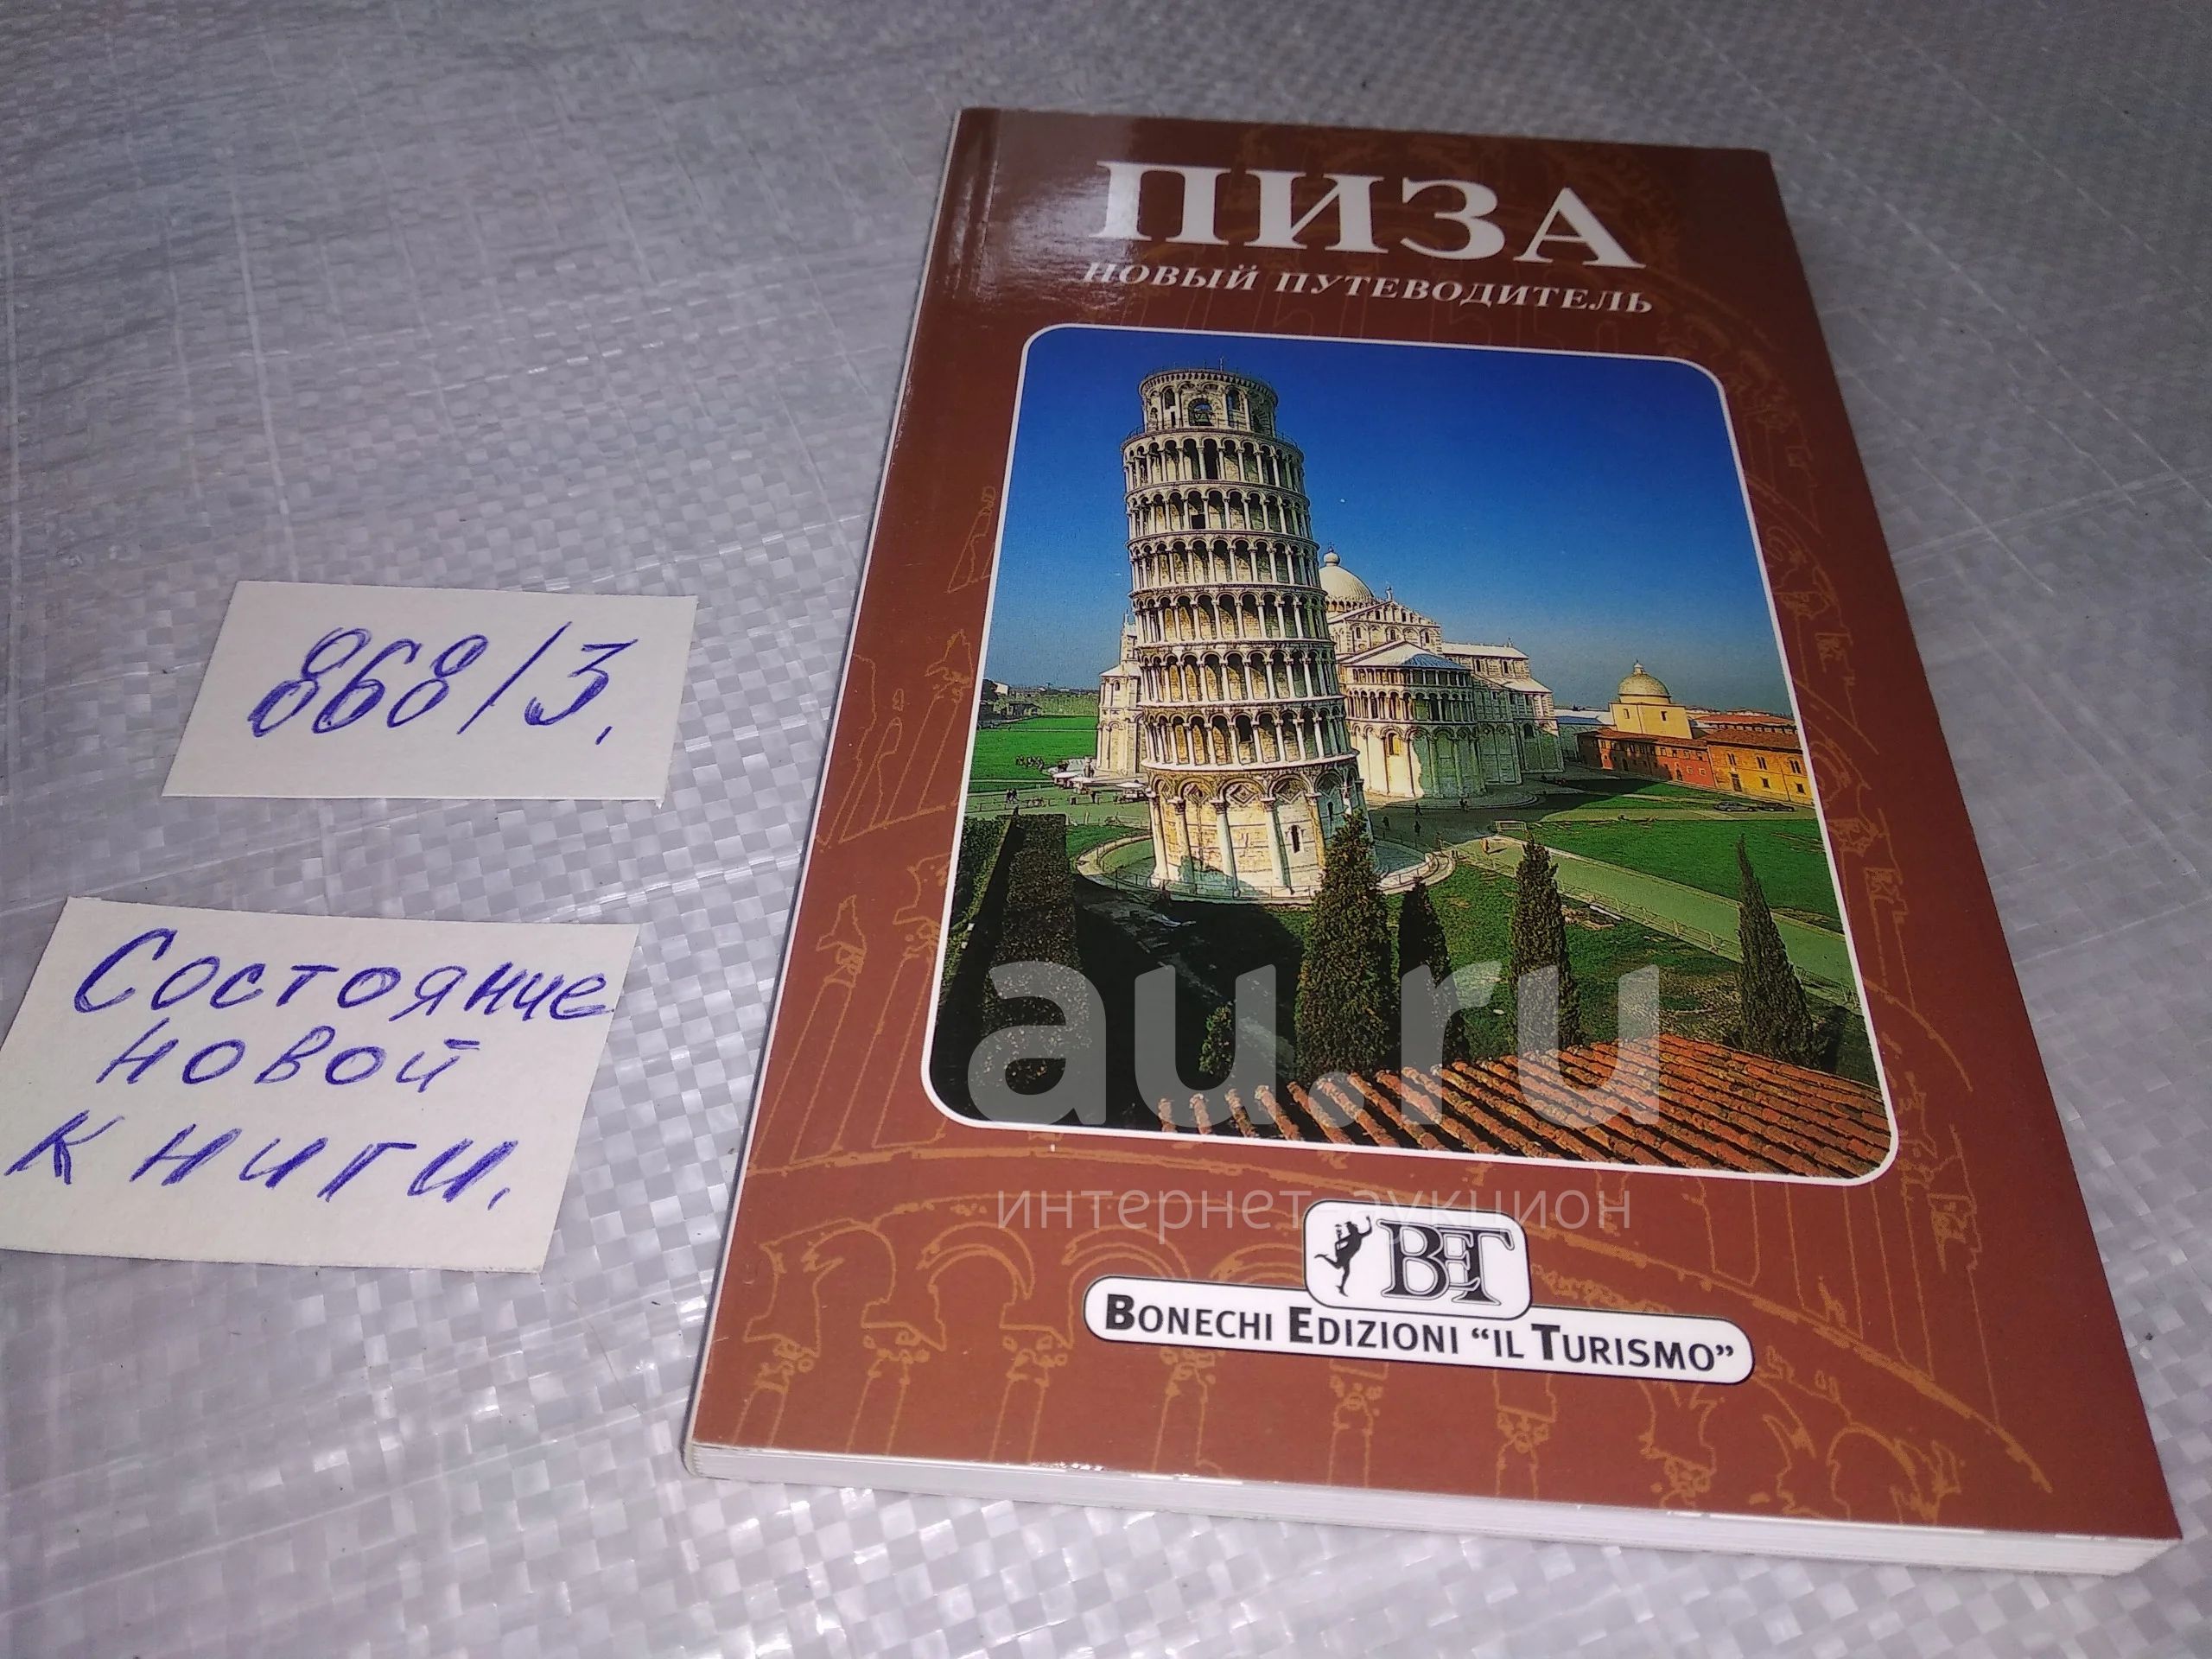 ПИЗА
НОВЫЙ ПУТЕВОДИТЕЛЬ
868/3.
Состояние
новой
книги.
au.ru
интернет-аукцион
BET
BONECHI EDIZIONI “IL TURISMO”